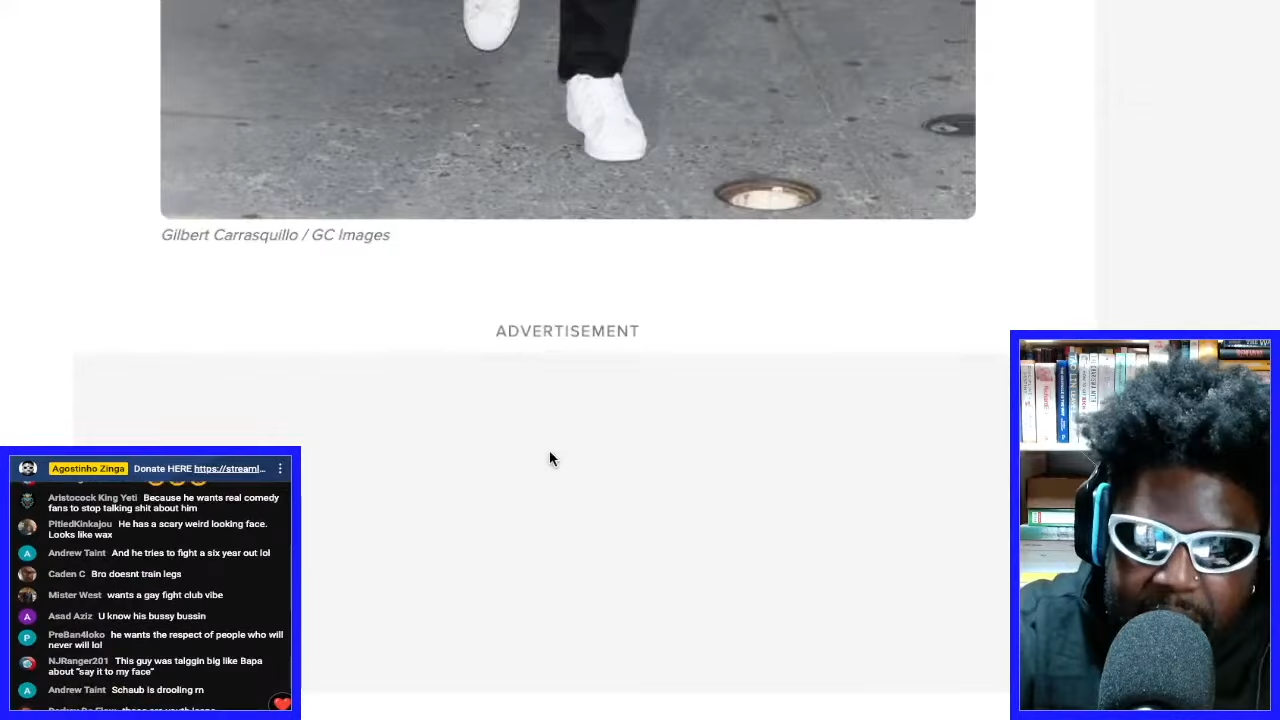 Gilbert Carrasquillo / GC Images
ADVERTISEMENT
Agostinho Zinga Donate HERE https://streaml...
Aristocock King Yeti Because he wants real comedy
fans to stop talking shit about him
PitiedKinkajou He has a scary weird looking face.
Looks like wax
Andrew Taint And he tries to fight a six year out lol
Caden C Bro doesnt train legs
Mister West wants a gay fight club vibe
Asad Aziz U know his bussy bussin
PreBan4loko he wants the respect of people who will
never will lol
NJRanger201 This guy was talggin big like Bapa
about “say it to my face”
Andrew Taint Schaub is drooling rn